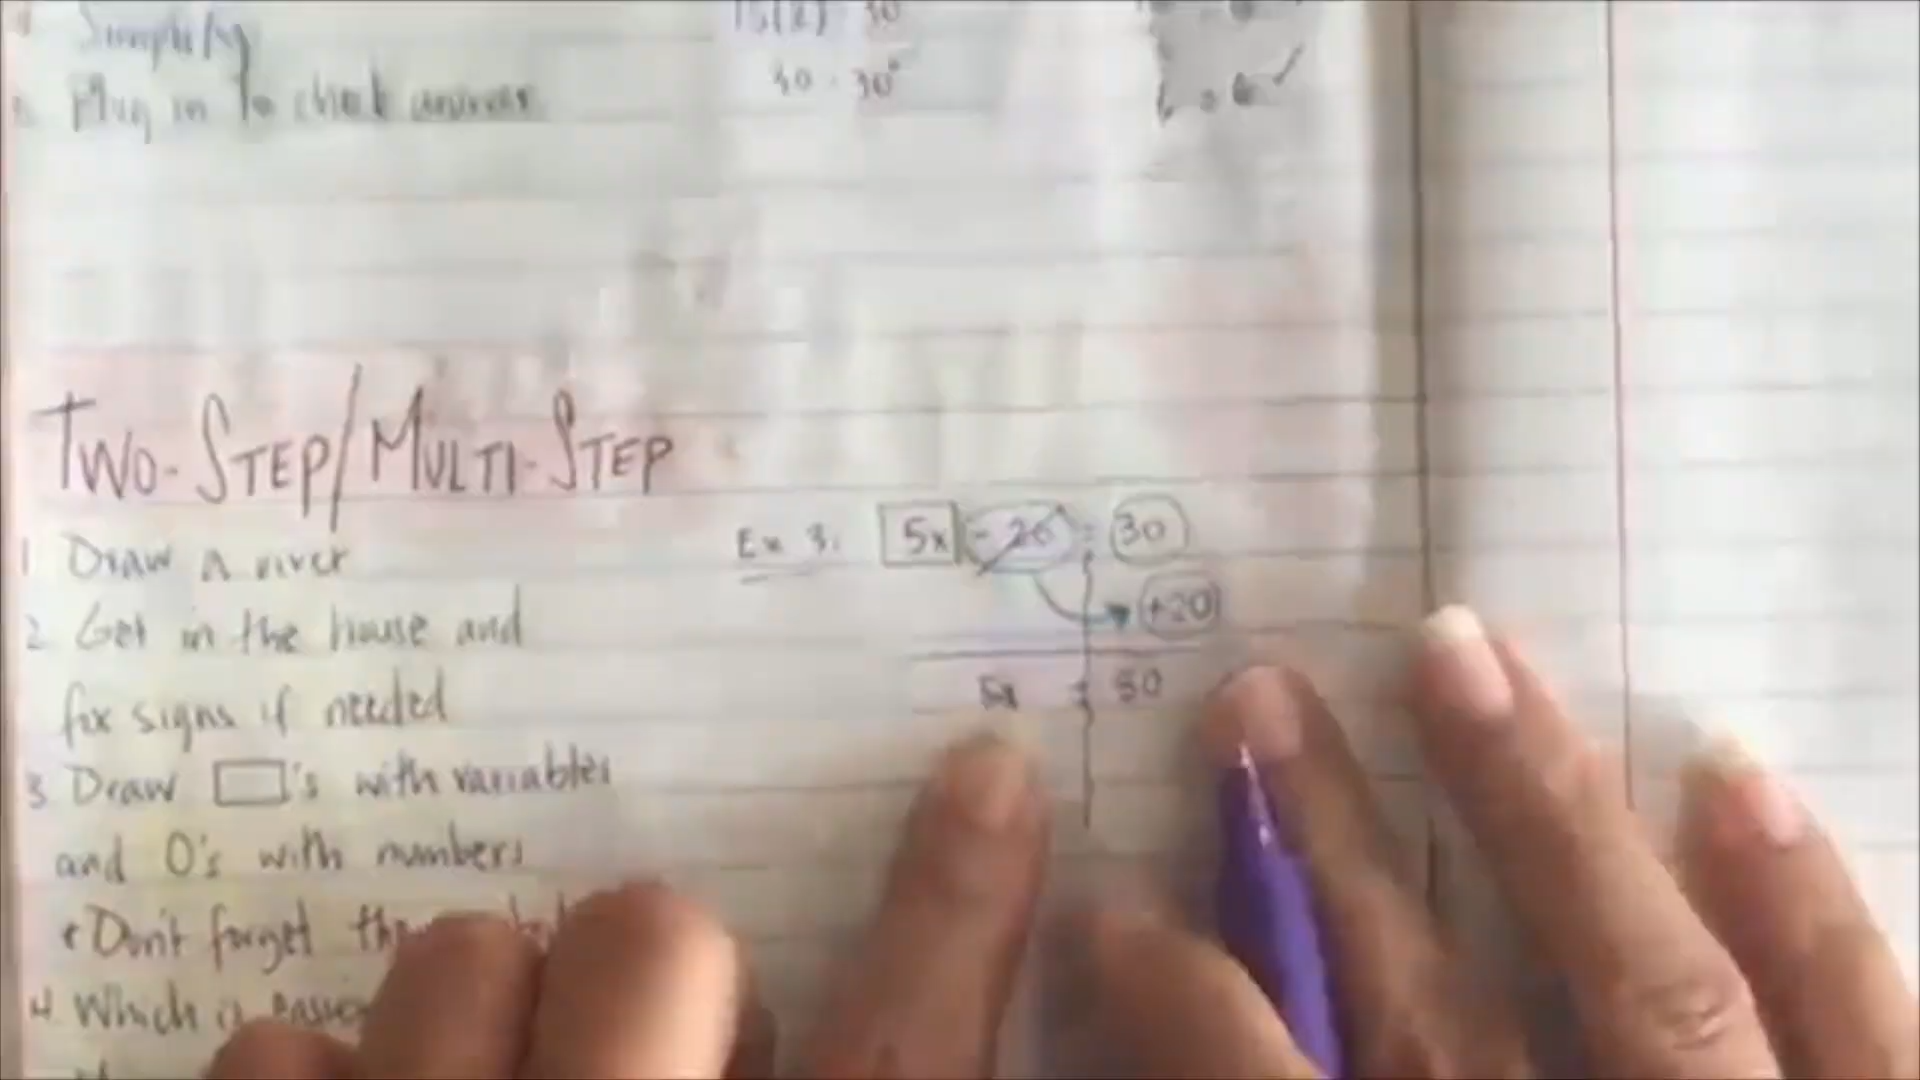 Simplify
Plug in to check answer
15(2) 30
30 . 30
6 = 6 ✓
TWO-STEP/MULTI-STEP
1 Draw a river
2 Get in the house and
fix signs if needed
3 Draw □'s with variables
and O's with numbers
* Don't forget the
4 Which is easier
Ex 3: 5x - 20 = 30
+20
5x = 50